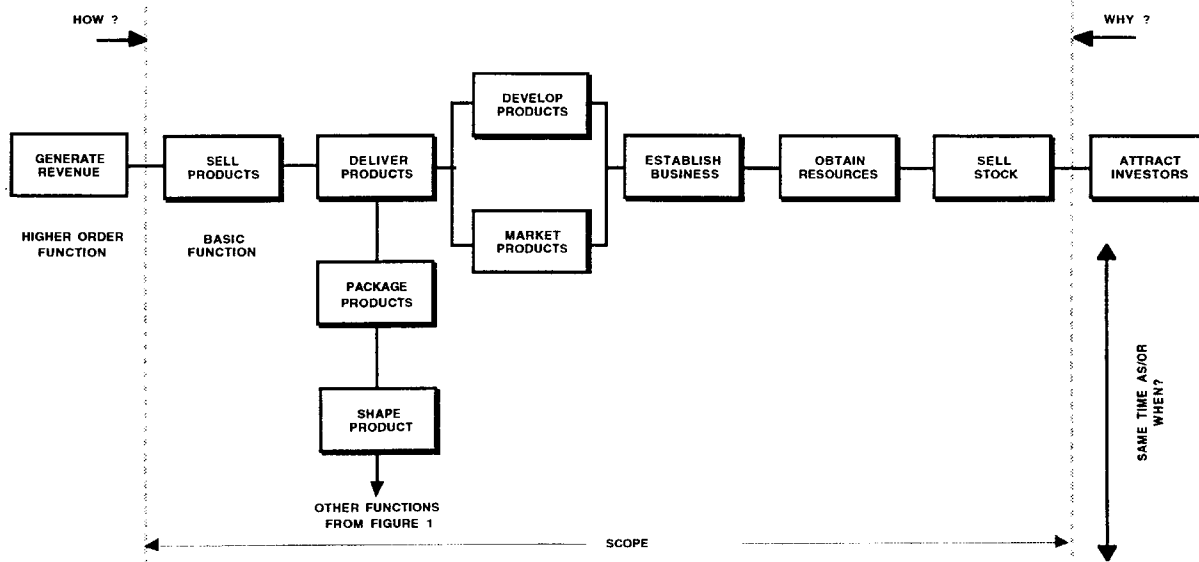 HOW ?
WHY ?
DEVELOP
PRODUCTS
GENERATE
REVENUE
SELL
PRODUCTS
DELIVER
PRODUCTS
ESTABLISH
BUSINESS
OBTAIN
RESOURCES
SELL
STOCK
ATTRACT
INVESTORS
HIGHER ORDER
FUNCTION
BASIC
FUNCTION
MARKET
PRODUCTS
PACKAGE
PRODUCTS
SHAPE
PRODUCT
SAME TIME AS/OR
WHEN?
OTHER FUNCTIONS
FROM FIGURE 1
SCOPE